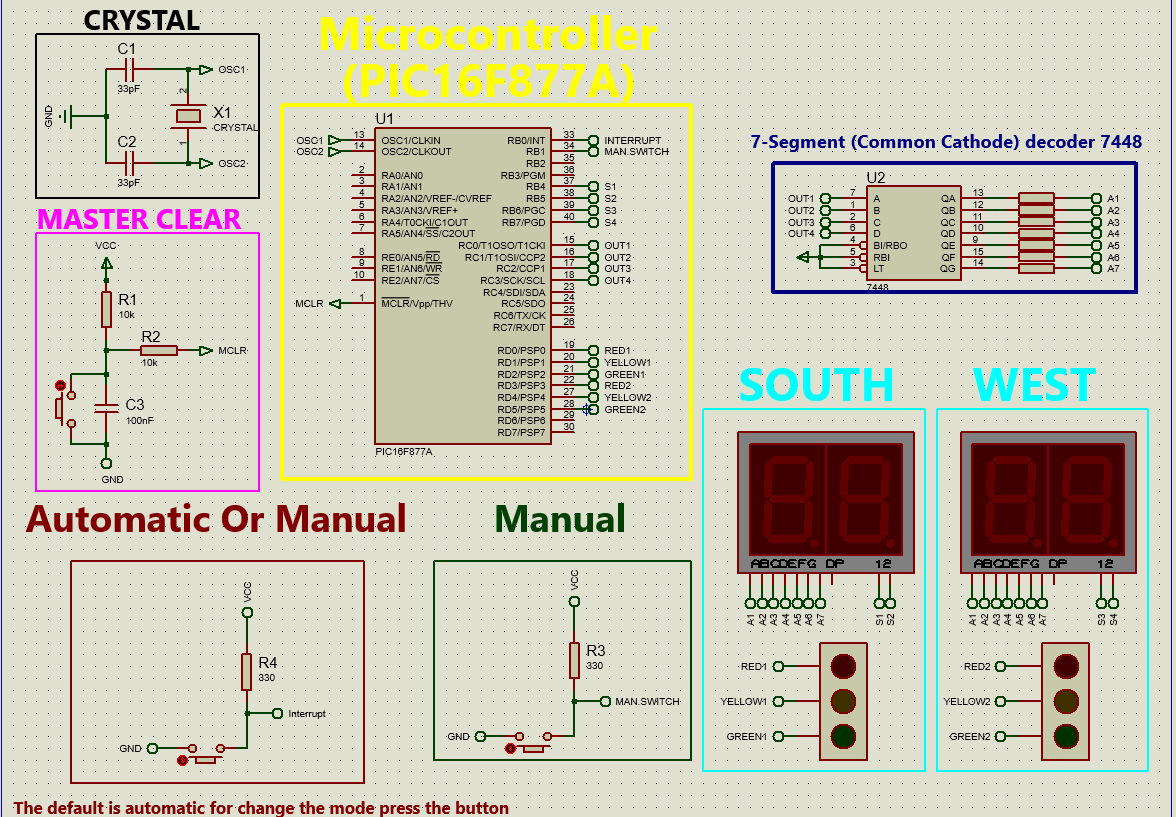 CRYSTAL
C1
33pF
OSC1
GND
2
X1
CRYSTAL
1
C2
33pF
OSC2
MASTER CLEAR
VCC
R1
10k
R2
10k
MCLR
C3
100nF
GND
Microcontroller
(PIC16F877A)
U1
OSC1 13 OSC1/CLKIN
OSC2 14 OSC2/CLKOUT
2 RA0/AN0
3 RA1/AN1
4 RA2/AN2/VREF-/CVREF
5 RA3/AN3/VREF+
6 RA4/T0CKI/C1OUT
7 RA5/AN4/SS/C2OUT
8 RE0/AN5/RD
9 RE1/AN6/WR
10 RE2/AN7/CS
MCLR 1 MCLR/Vpp/THV
RB0/INT 33 INTERRUPT
RB1 34 MAN.SWITCH
RB2 35
RB3/PGM 36
RB4 37 S1
RB5 38 S2
RB6/PGC 39 S3
RB7/PGD 40 S4
RC0/T1OSO/T1CKI 15 OUT1
RC1/T1OSI/CCP2 16 OUT2
RC2/CCP1 17 OUT3
RC3/SCK/SCL 18 OUT4
RC4/SDI/SDA 23
RC5/SDO 24
RC6/TX/CK 25
RC7/RX/DT 26
RD0/PSP0 19 RED1
RD1/PSP1 20 YELLOW1
RD2/PSP2 21 GREEN1
RD3/PSP3 22 RED2
RD4/PSP4 27 YELLOW2
RD5/PSP5 28 GREEN2
RD6/PSP6 29
RD7/PSP7 30
PIC16F877A
7-Segment (Common Cathode) decoder 7448
U2
OUT1 7 A QA 13 A1
OUT2 1 B QB 12 A2
OUT3 2 C QC 11 A3
OUT4 6 D QD 10 A4
4 BI/RBO QE 9 A5
5 RBI QF 15 A6
3 LT QG 14 A7
7448
SOUTH
ABCDEFG DP 12
A1 A2 A3 A4 A5 A6 A7 S1 S2
RED1
YELLOW1
GREEN1
WEST
ABCDEFG DP 12
A1 A2 A3 A4 A5 A6 A7 S3 S4
RED2
YELLOW2
GREEN2
Automatic Or Manual
VCC
R4
330
Interrupt
GND
Manual
VCC
R3
330
MAN.SWITCH
GND
The default is automatic for change the mode press the button